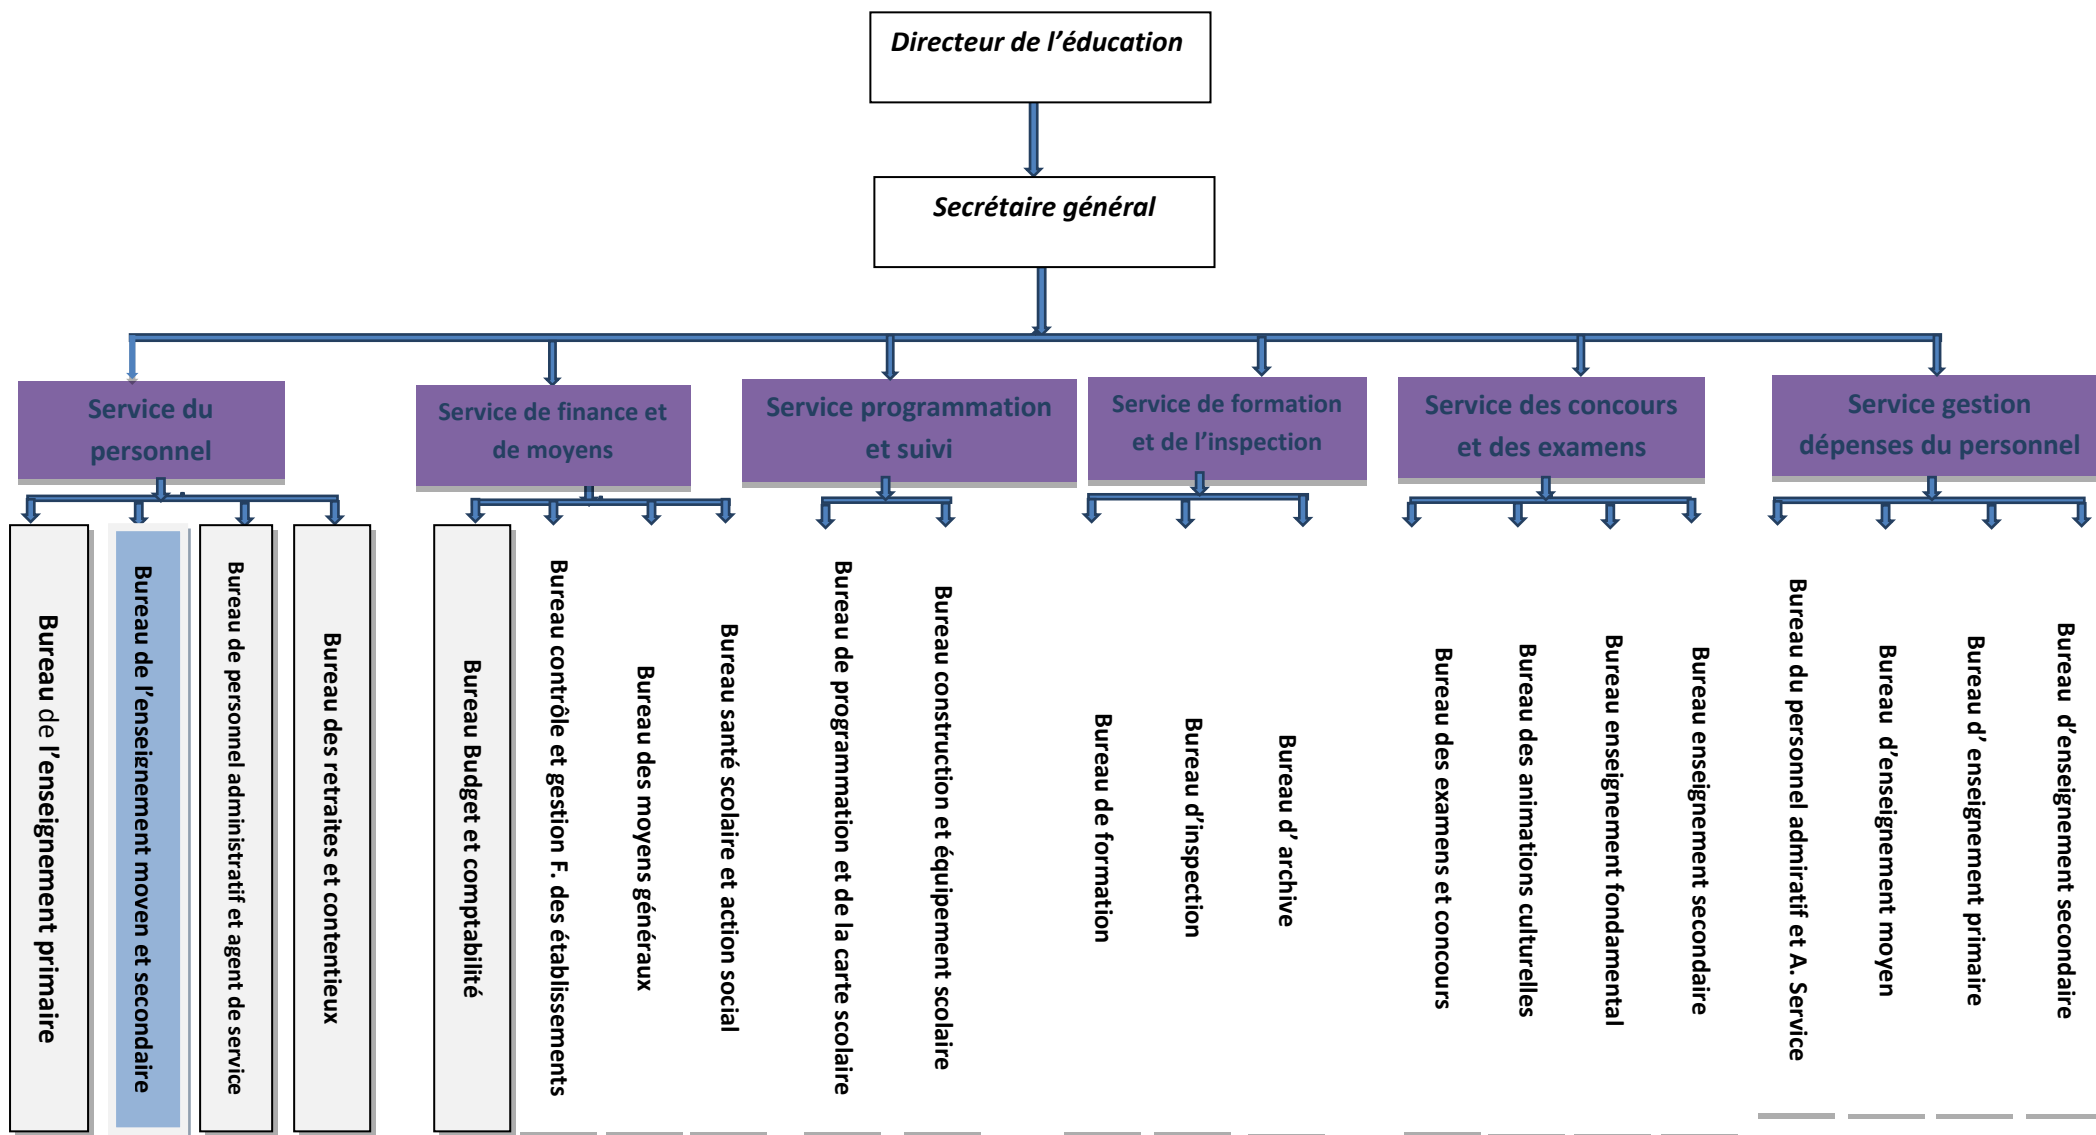 Directeur de l’éducation
Secrétaire général
Service du
personnel
Service de finance et
de moyens
Service programmation
et suivi
Service de formation
et de l’inspection
Service des concours
et des examens
Service gestion
dépenses du personnel
Bureau de l’enseignement primaire
Bureau de l’enseignement moyen et secondaire
Bureau de personnel administratif et agent de service
Bureau des retraites et contentieux
Bureau Budget et comptabilité
Bureau contrôle et gestion F. des établissements
Bureau des moyens généraux
Bureau santé scolaire et action social
Bureau de programmation et de la carte scolaire
Bureau construction et équipement scolaire
Bureau de formation
Bureau d’inspection
Bureau d’ archive
Bureau des examens et concours
Bureau des animations culturelles
Bureau enseignement fondamental
Bureau enseignement secondaire
Bureau du personnel admiratif et A. Service
Bureau d’enseignement moyen
Bureau d’ enseignement primaire
Bureau d’enseignement secondaire